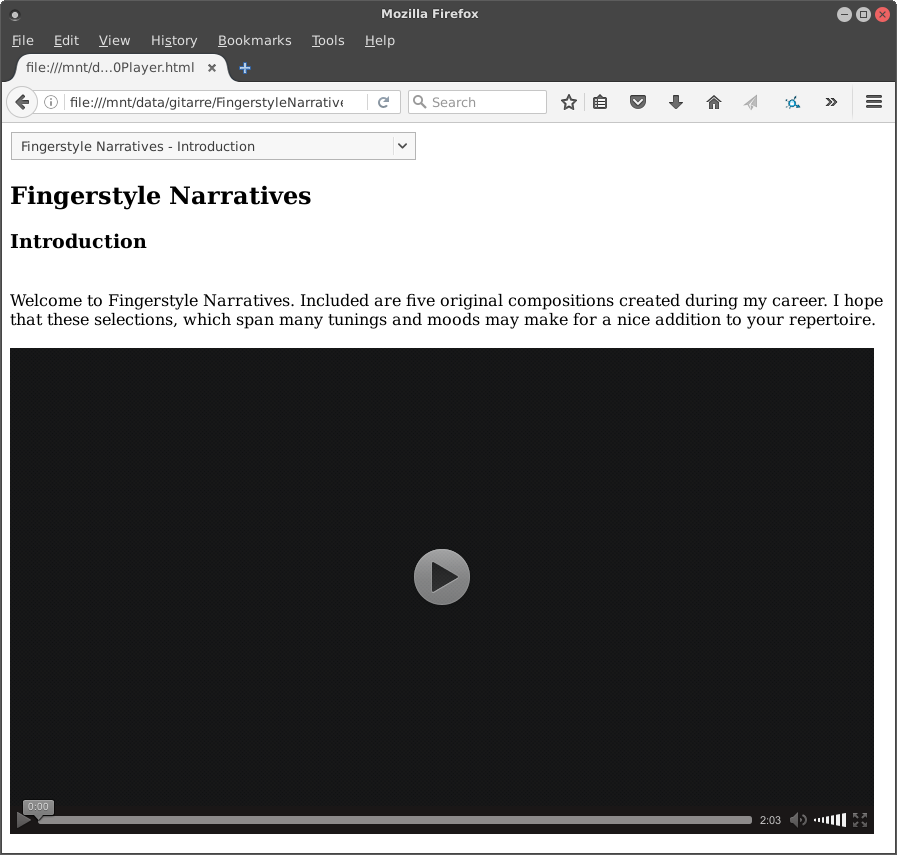 Mozilla Firefox
File Edit View History Bookmarks Tools Help
file:///mnt/d...0Player.html
file:///mnt/data/gitarre/FingerstyleNarrative
Search
Fingerstyle Narratives - Introduction
Fingerstyle Narratives
Introduction
Welcome to Fingerstyle Narratives. Included are five original compositions created during my career. I hope
that these selections, which span many tunings and moods may make for a nice addition to your repertoire.
0:00
2:03